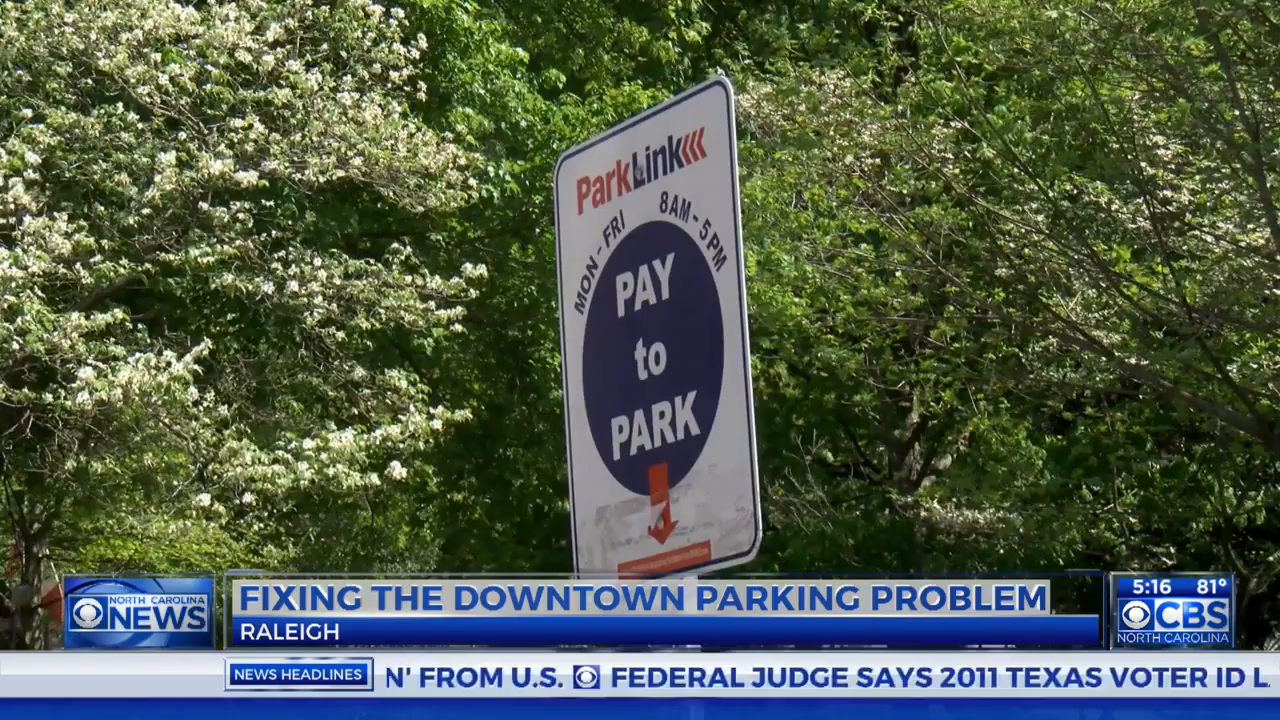 ParkLink
MON - FRI 8AM - 5PM
PAY
to
PARK
NORTH CAROLINA
NEWS
FIXING THE DOWNTOWN PARKING PROBLEM
RALEIGH
5:16 81°
CBS
NORTH CAROLINA
NEWS HEADLINES
N' FROM U.S. FEDERAL JUDGE SAYS 2011 TEXAS VOTER ID L